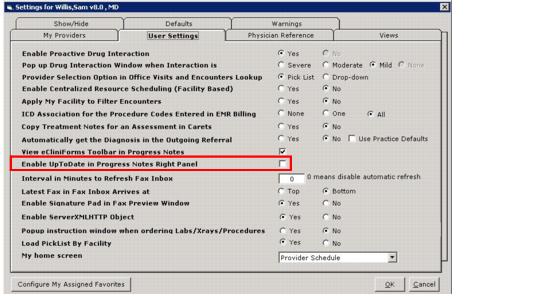 Settings for Willis,Sam v8.0 , MD
Show/Hide Defaults Warnings
My Providers User Settings Physician Reference Views
Enable Proactive Drug Interaction Yes No
Pop up Drug Interaction Window when Interaction is Severe Moderate Mild None
Provider Selection Option in Office Visits and Encounters Lookup Pick List Drop-down
Enable Centralized Resource Scheduling (Facility Based) Yes No
Apply My Facility to Filter Encounters Yes No
ICD Association for the Procedure Codes Entered in EMR Billing None One All
Copy Treatment Notes for an Assessment in Carets Yes No
Automatically get the Diagnosis in the Outgoing Referral Yes No Use Practice Defaults
View eCliniForms Toolbar in Progress Notes
Enable UpToDate in Progress Notes Right Panel
Interval in Minutes to Refresh Fax Inbox 0 0 means disable automatic refresh
Latest Fax in Fax Inbox Arrives at Top Bottom
Enable Signature Pad in Fax Preview Window Yes No
Enable ServerXMLHTTP Object Yes No
Popup instruction window when ordering Labs/Xrays/Procedures Yes No
Load PickList By Facility Yes No
My home screen Provider Schedule
Configure My Assigned Favorites OK Cancel